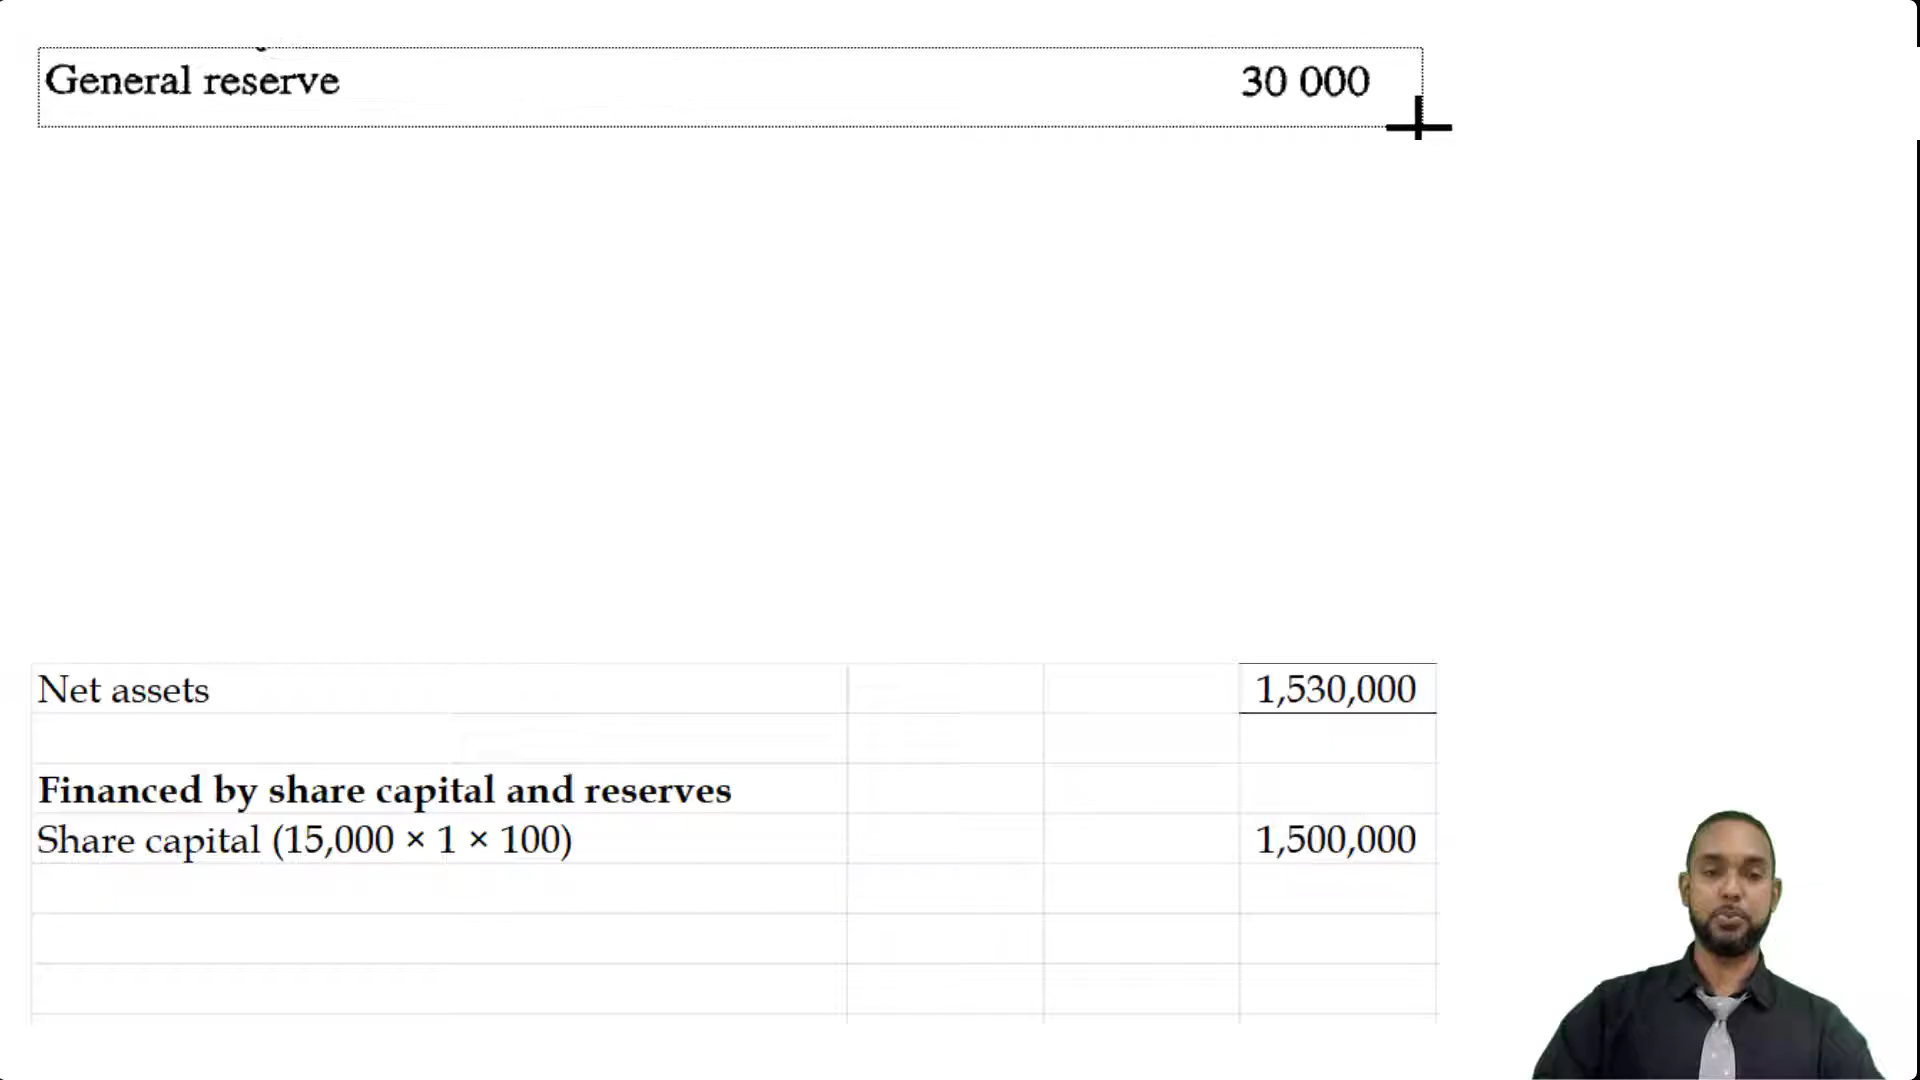 General reserve 30 000
Net assets 1,530,000
Financed by share capital and reserves
Share capital (15,000 × 1 × 100) 1,500,000